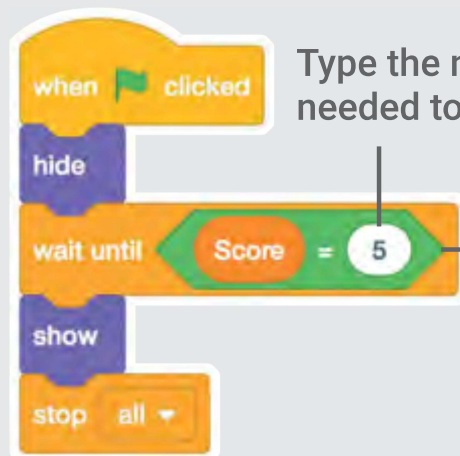 when clicked
Type the
needed to
hide
wait until Score = 5
show
stop all